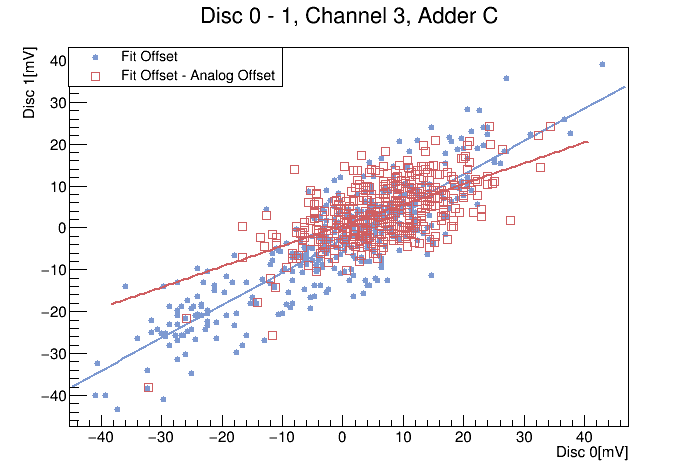 Disc 0 - 1, Channel 3, Adder C
Disc 1[mV]
Fit Offset
Fit Offset - Analog Offset
40
30
20
10
0
−10
−20
−30
−40
−40 −30 −20 −10 0 10 20 30 40
Disc 0[mV]